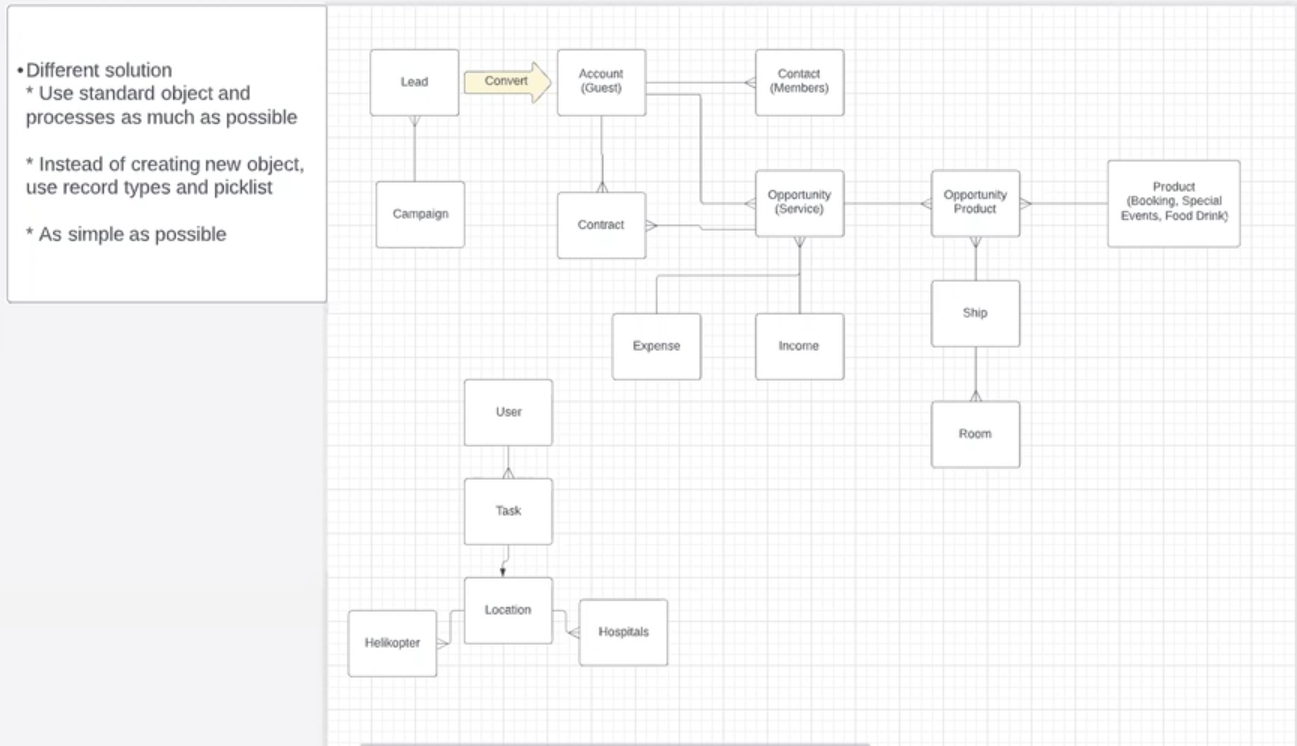 •Different solution
* Use standard object and
processes as much as possible
* Instead of creating new object,
use record types and picklist
* As simple as possible
Lead
Convert
Account
(Guest)
Contact
(Members)
Campaign
Contract
Opportunity
(Service)
Opportunity
Product
Product
(Booking, Special
Events, Food Drink)
Expense
Income
Ship
Room
User
Task
Location
Helikopter
Hospitals